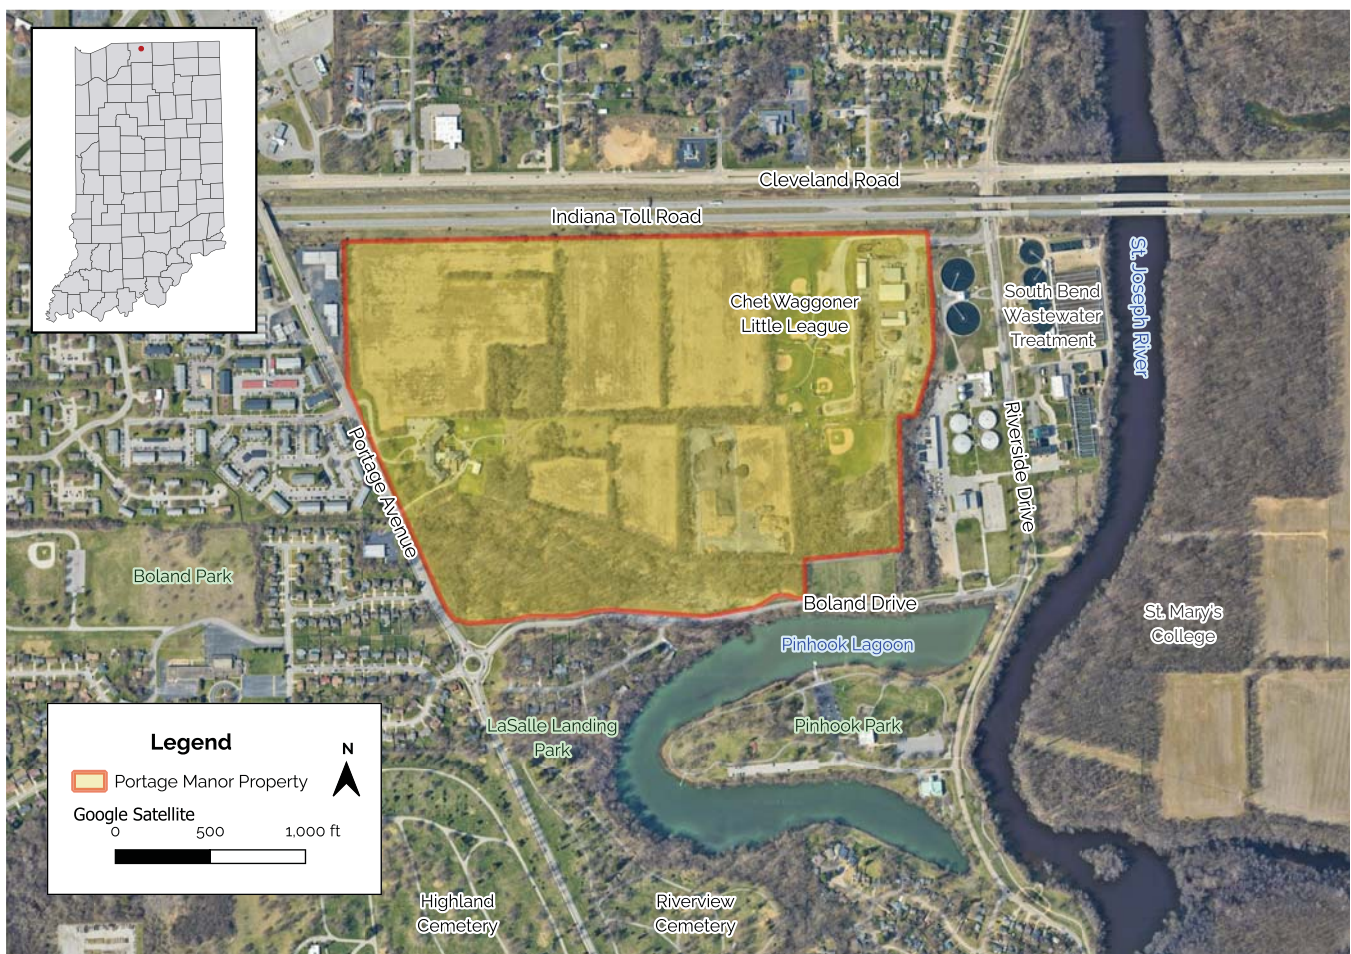 Cleveland Road
Indiana Toll Road
Chet Waggoner
Little League
South Bend
Wastewater
Treatment
St. Joseph River
Portage Avenue
Riverside Drive
Boland Park
Boland Drive
Pinhook Lagoon
St. Mary's
College
LaSalle Landing
Park
Pinhook Park
Legend
N
Portage Manor Property
Google Satellite
0 500 1,000 ft
Highland
Cemetery
Riverview
Cemetery